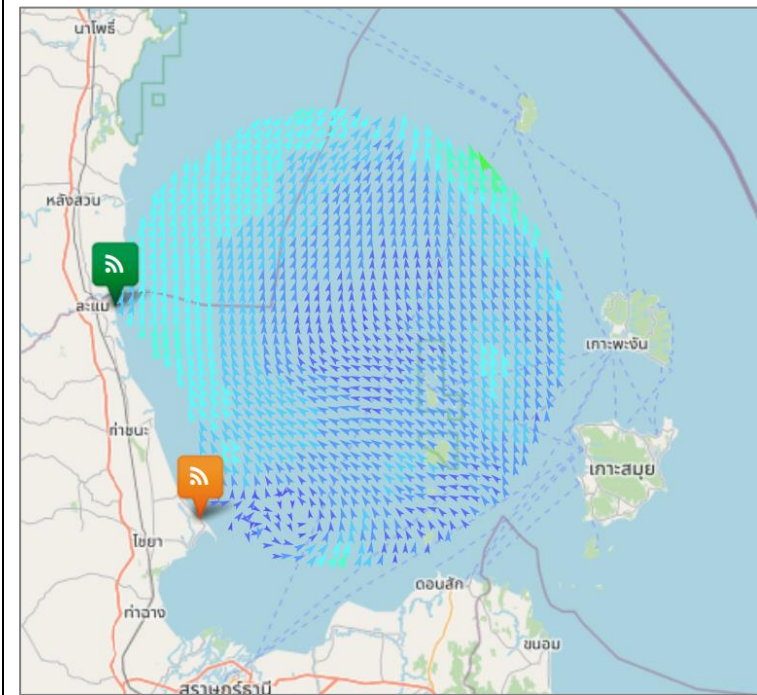 นาโพธิ์
หลังสวน
ละแม
เกาะพะงัน
ท่าชนะ
เกาะสมุย
ไชยา
ดอนสัก
ท่าฉาง
ขนอม
สุราษฎร์ธานี